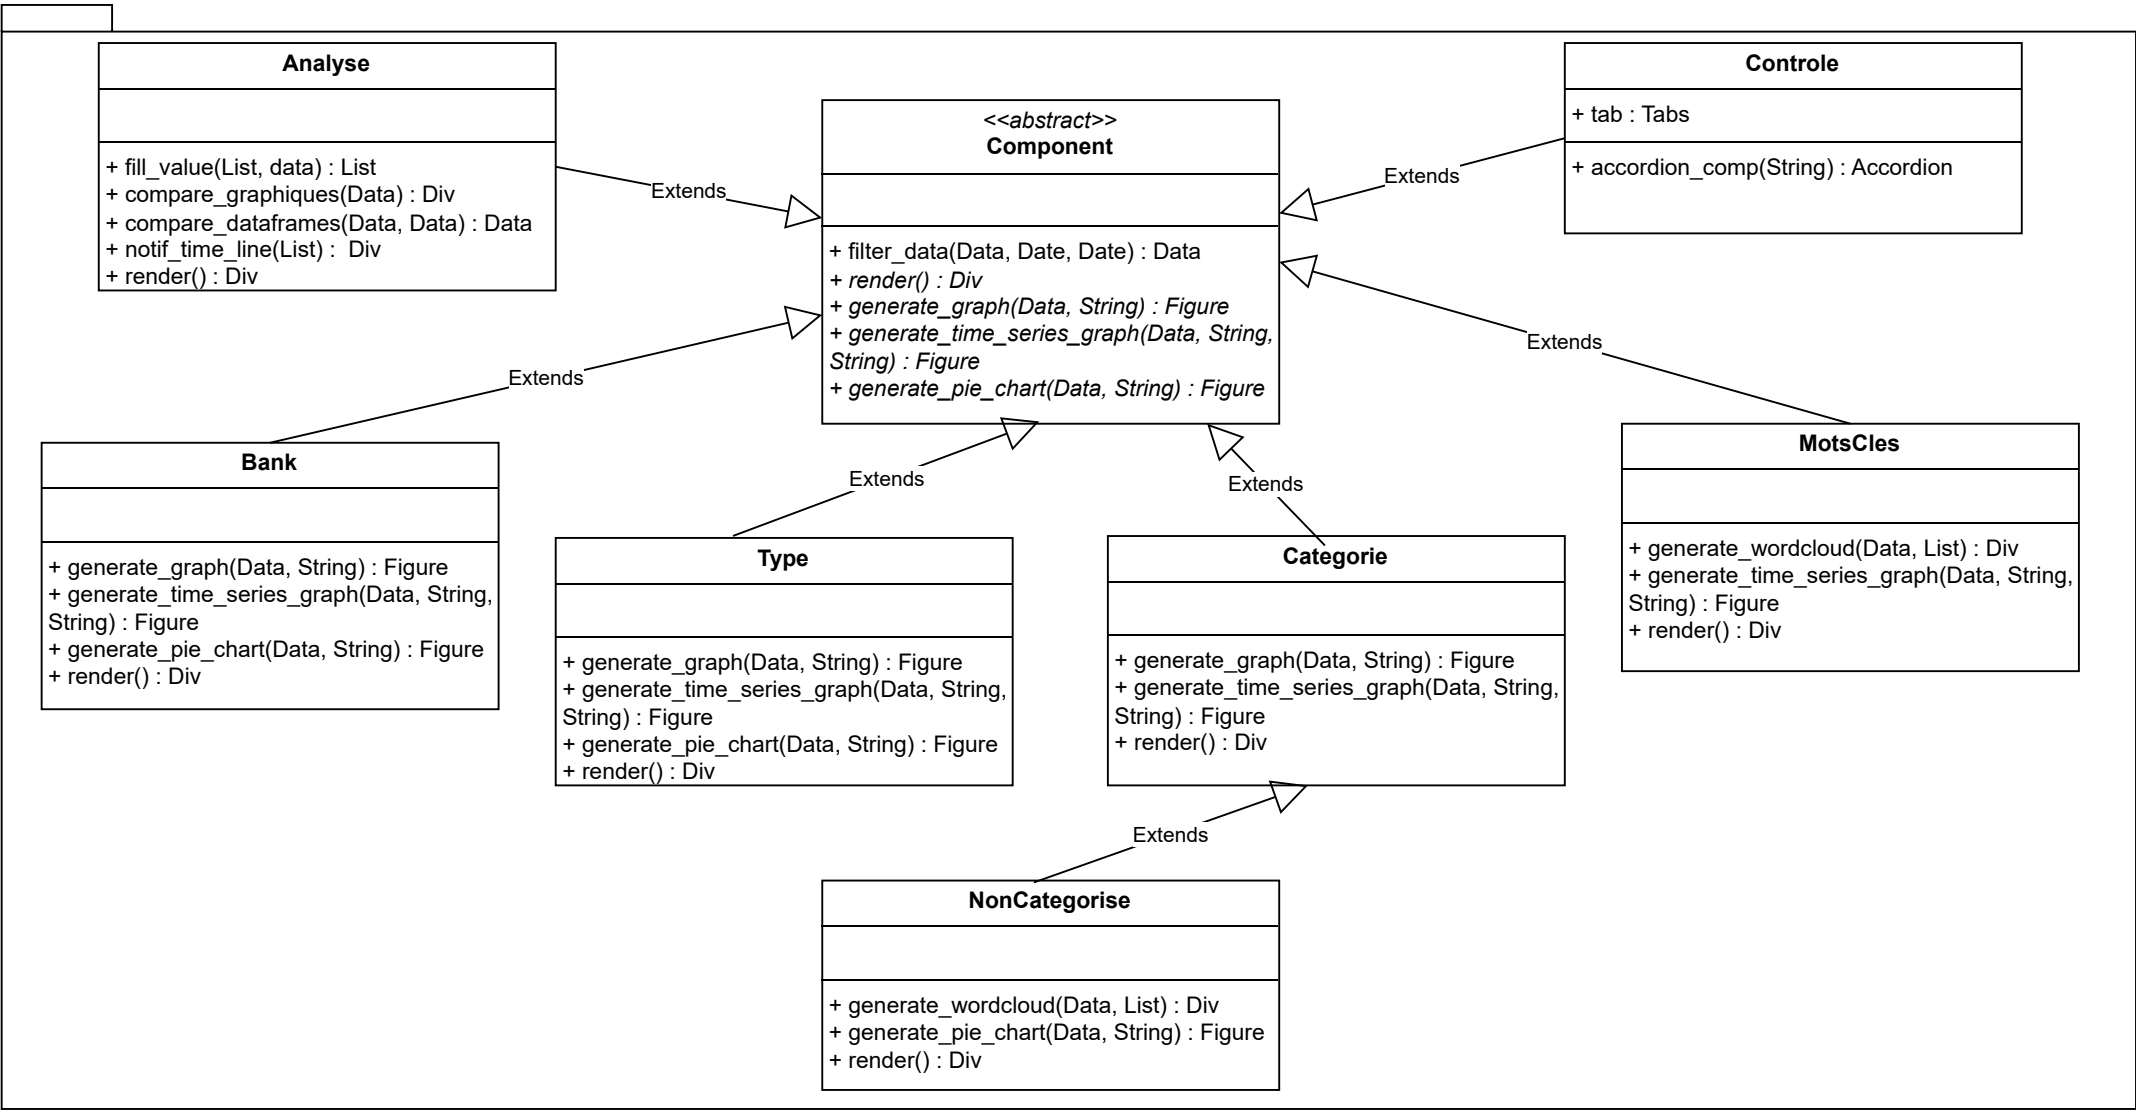 Analyse
+ fill_value(List, data) : List
+ compare_graphiques(Data) : Div
+ compare_dataframes(Data, Data) : Data
+ notif_time_line(List) :  Div
+ render() : Div
Extends
<<abstract>>
Component
+ filter_data(Data, Date, Date) : Data
+ render() : Div
+ generate_graph(Data, String) : Figure
+ generate_time_series_graph(Data, String,
String) : Figure
+ generate_pie_chart(Data, String) : Figure
Extends
Controle
+ tab : Tabs
+ accordion_comp(String) : Accordion
Extends
Extends
Bank
+ generate_graph(Data, String) : Figure
+ generate_time_series_graph(Data, String,
String) : Figure
+ generate_pie_chart(Data, String) : Figure
+ render() : Div
Extends
Type
+ generate_graph(Data, String) : Figure
+ generate_time_series_graph(Data, String,
String) : Figure
+ generate_pie_chart(Data, String) : Figure
+ render() : Div
Extends
Categorie
+ generate_graph(Data, String) : Figure
+ generate_time_series_graph(Data, String,
String) : Figure
+ render() : Div
MotsCles
+ generate_wordcloud(Data, List) : Div
+ generate_time_series_graph(Data, String,
String) : Figure
+ render() : Div
Extends
NonCategorise
+ generate_wordcloud(Data, List) : Div
+ generate_pie_chart(Data, String) : Figure
+ render() : Div